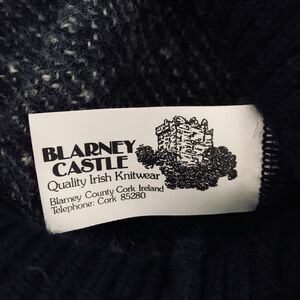 BLARNEY
CASTLE
Quality Irish Knitwear
Blarney County Cork Ireland
Telephone: Cork 85280